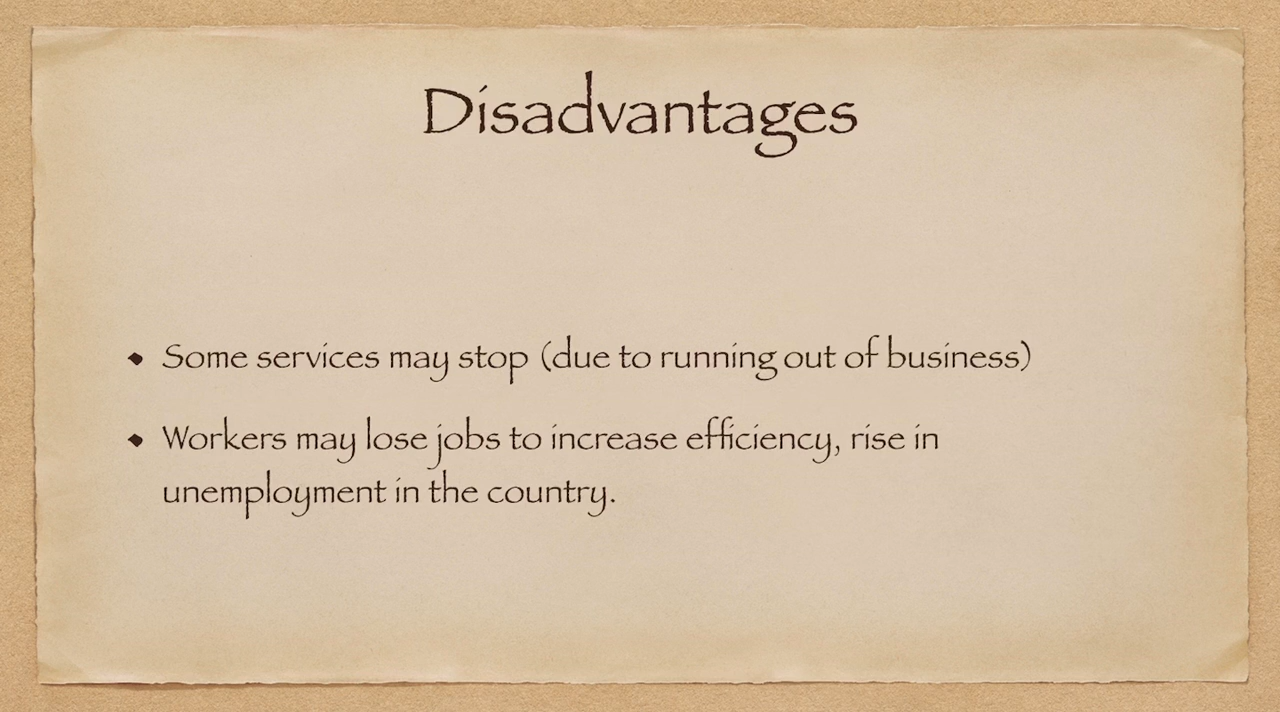 Disadvantages
• Some services may stop (due to running out of business)
• Workers may lose jobs to increase efficiency, rise in
unemployment in the country.